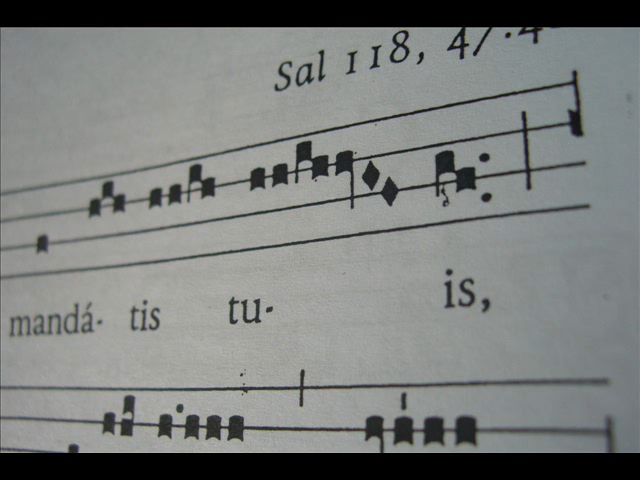 Sal 118, 47.4
mandá- tis tu- is,